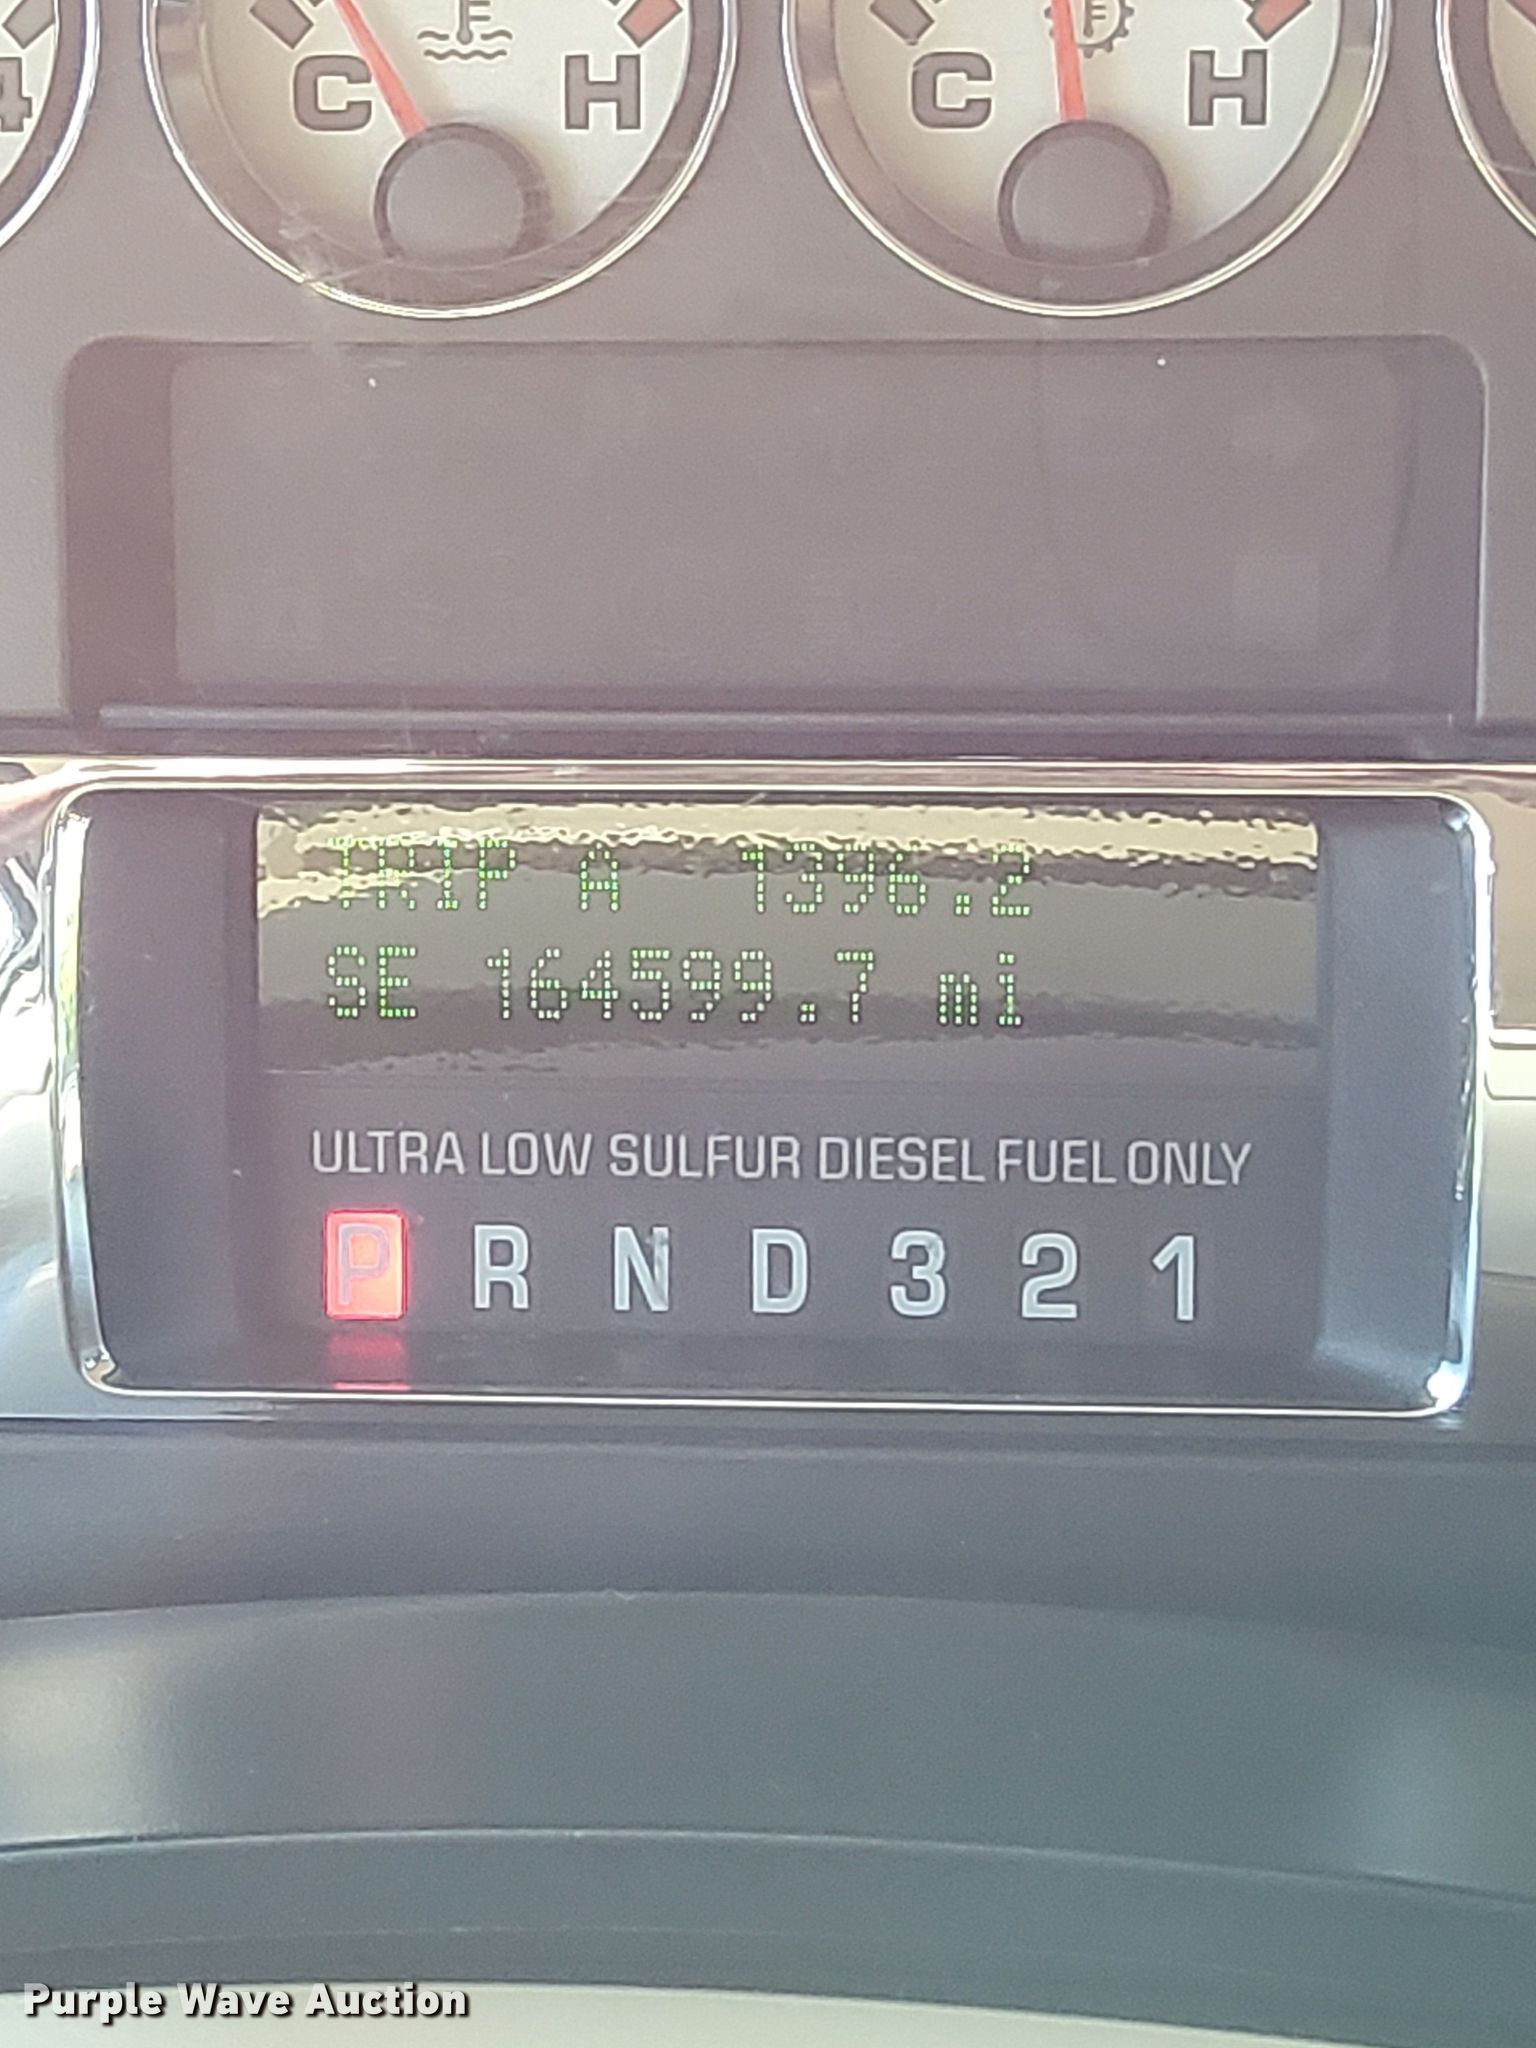 4
C H
C H
TRIP A 1396.2
SE 164599.7 mi
ULTRA LOW SULFUR DIESEL FUEL ONLY
P R N D 3 2 1
Purple Wave Auction